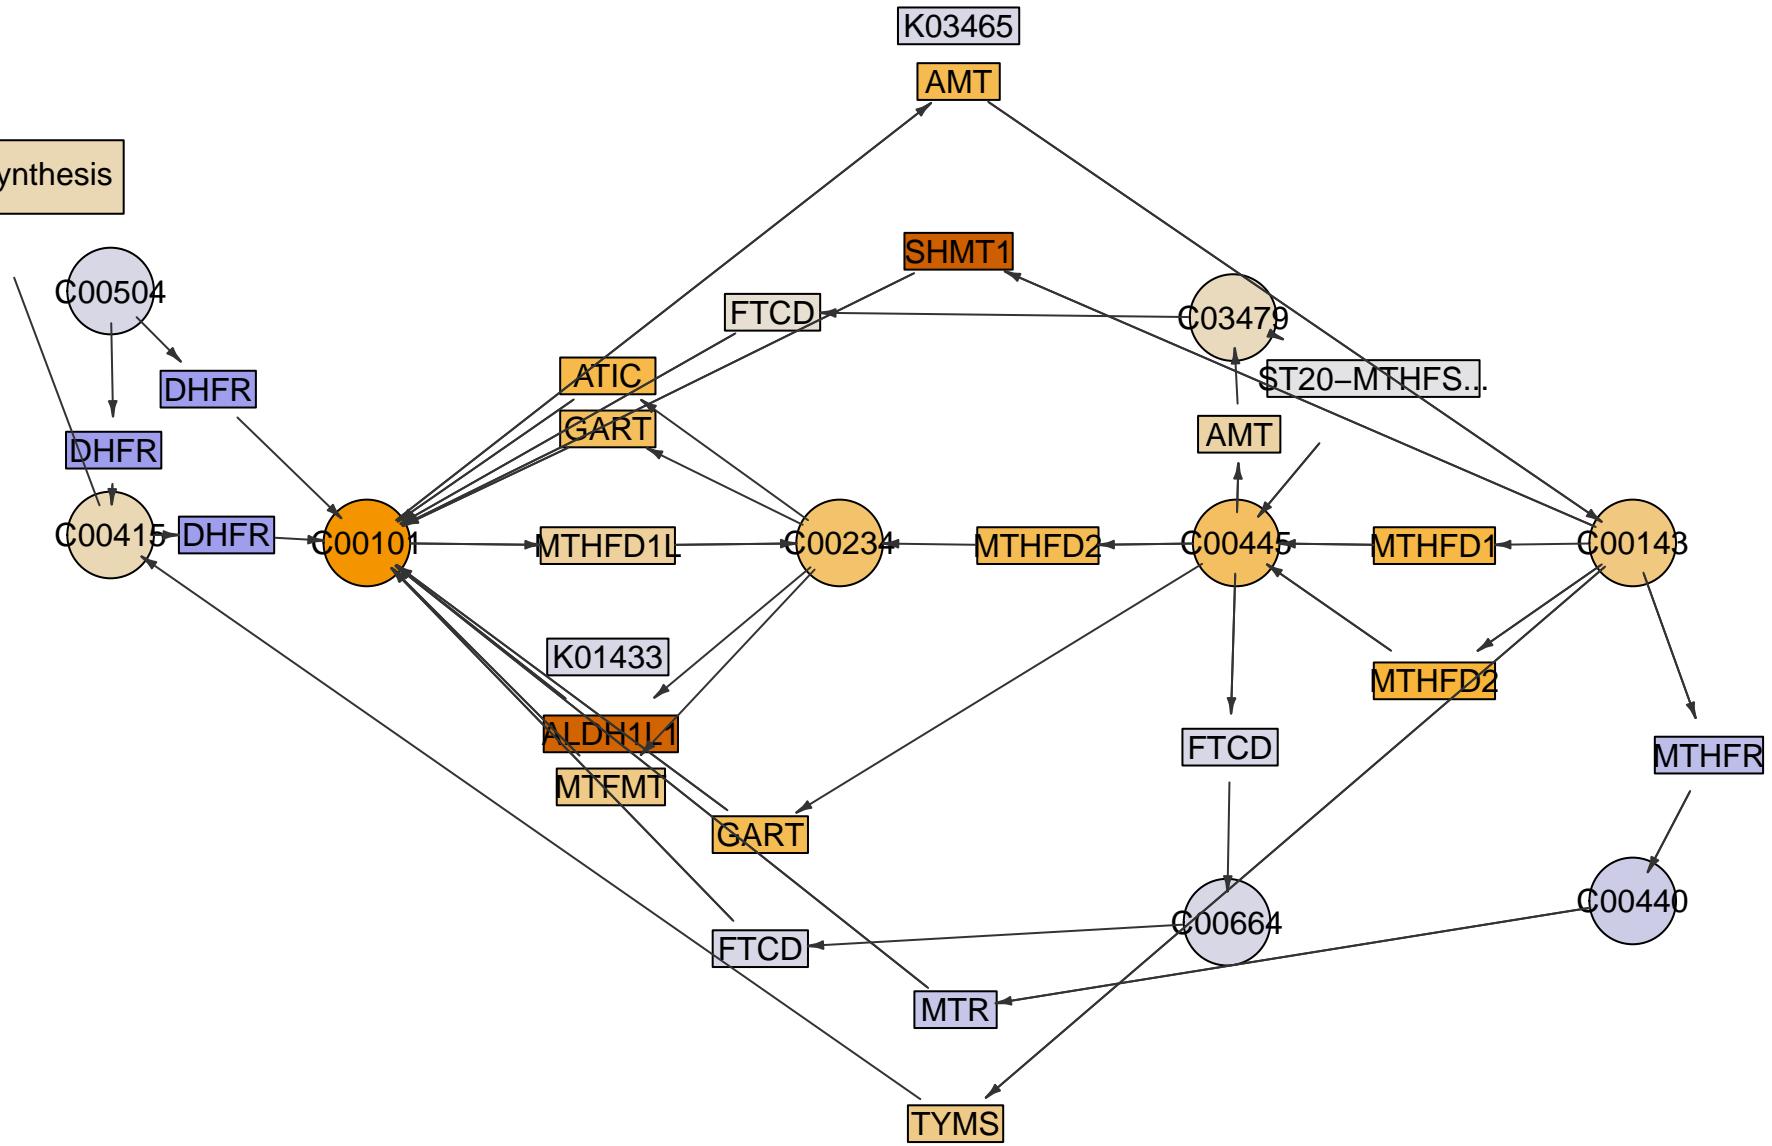 K03465
AMT
ynthesis
SHMT1
C00504
FTCD
C03479
ATIC
ST20−MTHFS...
DHFR
GART
AMT
DHFR
C00415
DHFR
C00101
MTHFD1L
C00234
MTHFD2
C00445
MTHFD1
C00143
K01433
MTHFD2
ALDH1L1
FTCD
MTHFR
MTFMT
GART
C00440
C00664
FTCD
MTR
TYMS